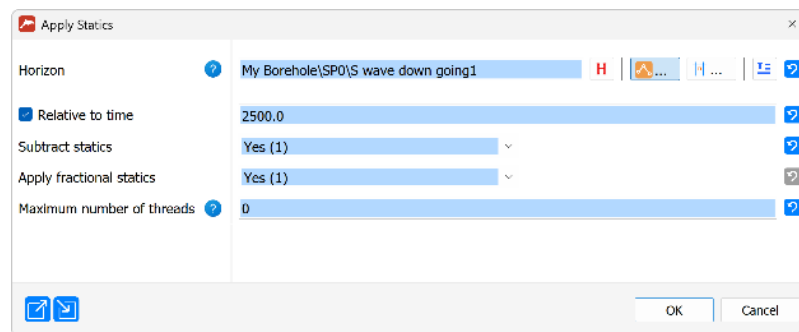 Apply Statics
Horizon ? My Borehole\SP0\S wave down going1 H ... ...
Relative to time 2500.0
Subtract statics Yes (1)
Apply fractional statics Yes (1)
Maximum number of threads ? 0
OK Cancel